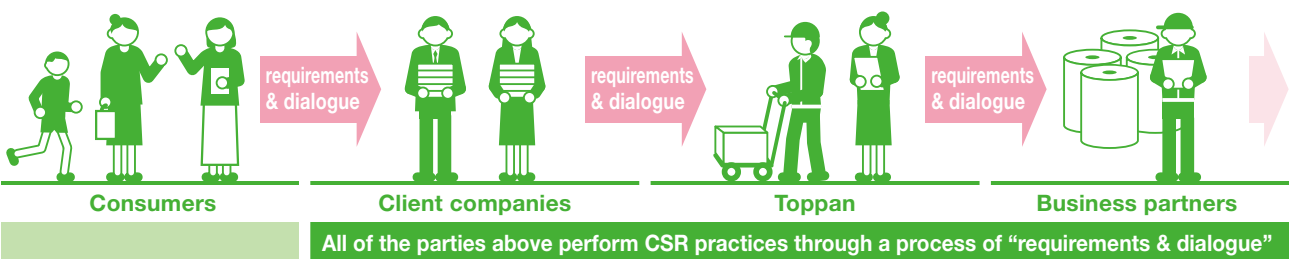 requirements
& dialogue
requirements
& dialogue
requirements
& dialogue
Consumers
Client companies
Toppan
Business partners
All of the parties above perform CSR practices through a process of “requirements & dialogue”